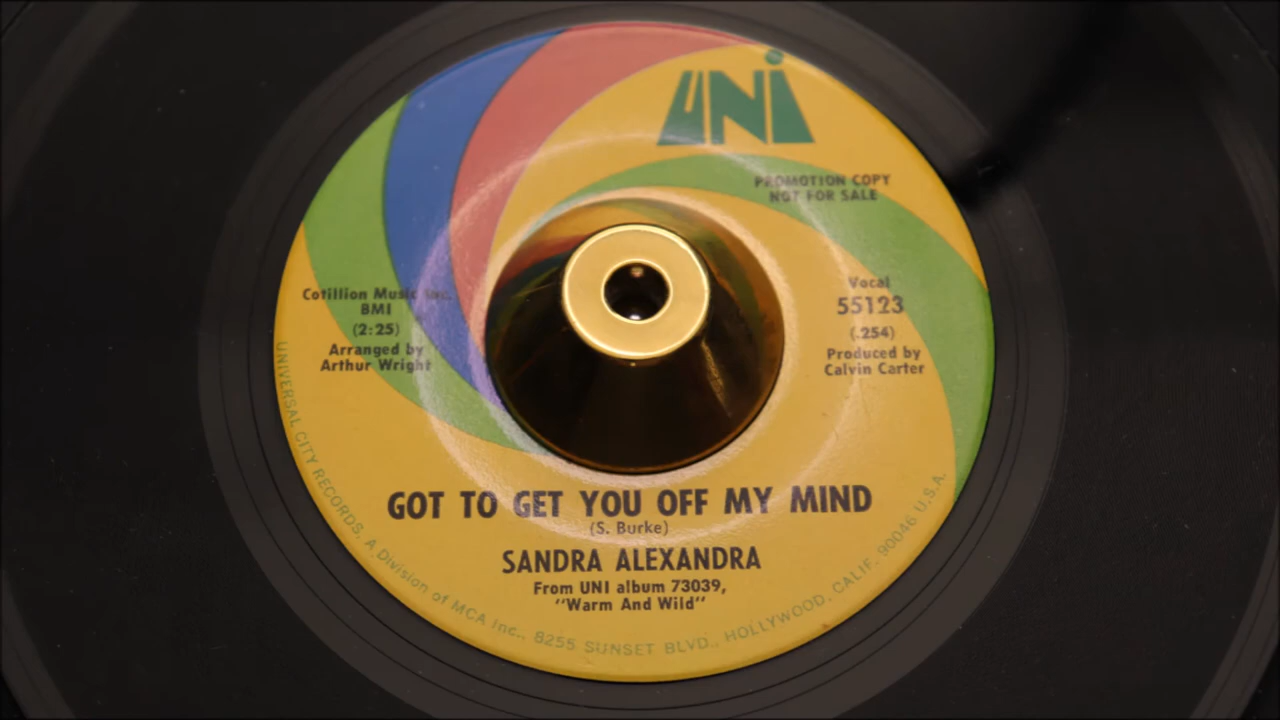 UNI
PROMOTION COPY
NOT FOR SALE
Cotillion Music Inc.
BMI
(2:25)
Arranged by
Arthur Wright
Vocal
55123
(.254)
Produced by
Calvin Carter
GOT TO GET YOU OFF MY MIND
(S. Burke)
SANDRA ALEXANDRA
From UNI album 73039,
"Warm And Wild"
UNIVERSAL CITY RECORDS, A Division of MCA Inc., 8255 SUNSET BLVD., HOLLYWOOD, CALIF. 90046 U.S.A.